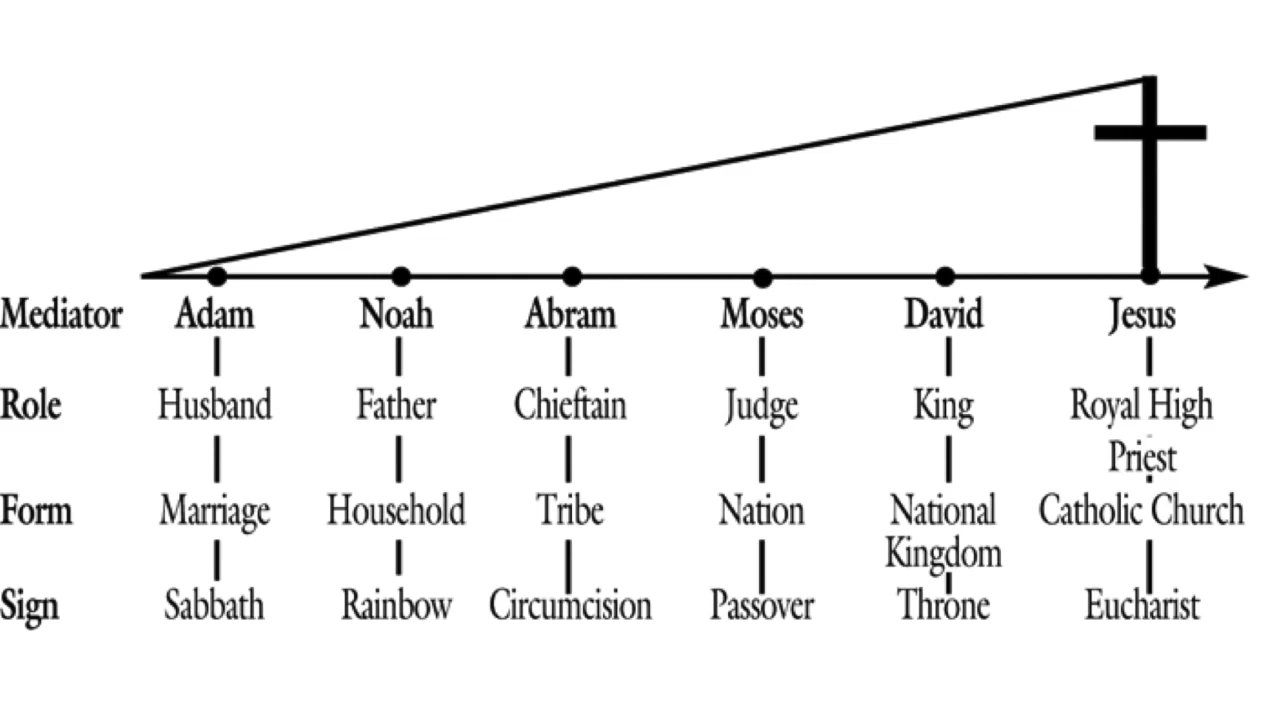 Mediator Adam Noah Abram Moses David Jesus
Role Husband Father Chieftain Judge King Royal High
Priest
Form Marriage Household Tribe Nation National Catholic Church
Kingdom
Sign Sabbath Rainbow Circumcision Passover Throne Eucharist